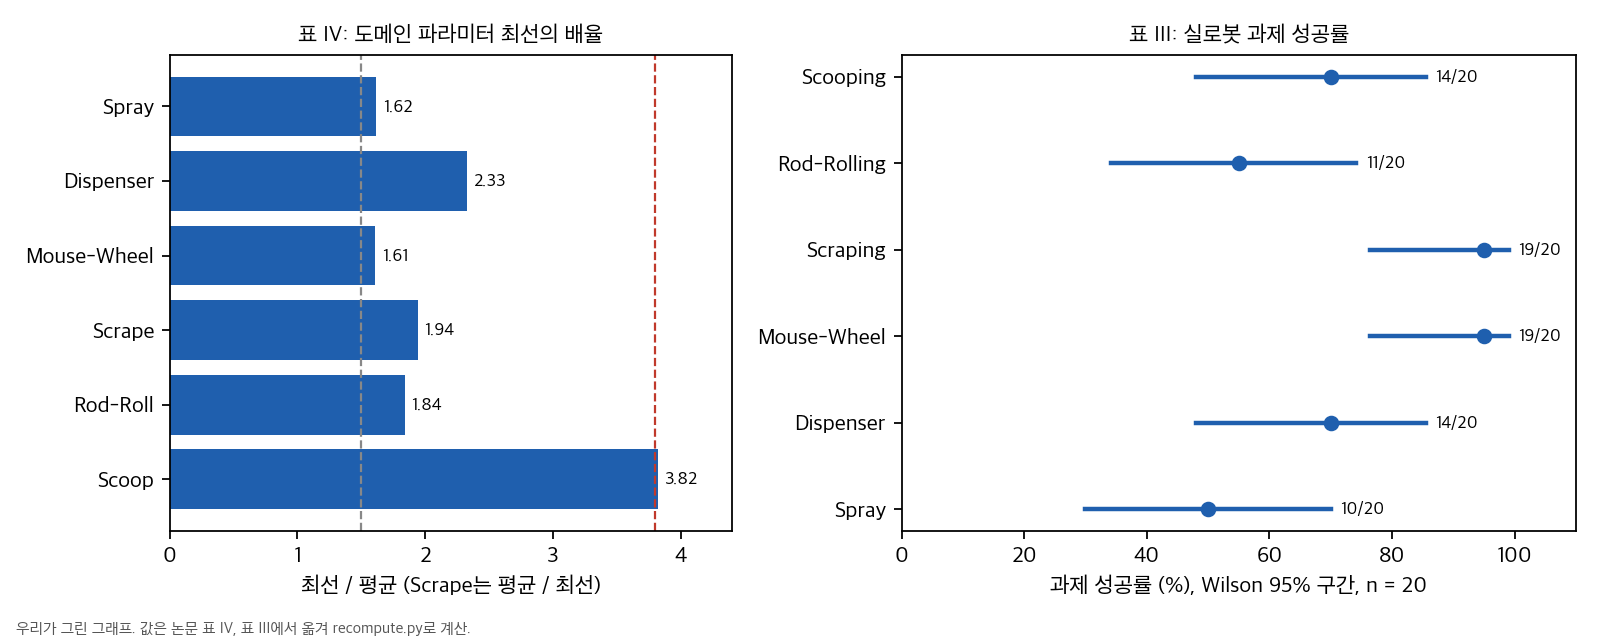 표 IV: 도메인 파라미터 최선의 배율
Spray
1.62
Dispenser
2.33
Mouse-Wheel
1.61
Scrape
1.94
Rod-Roll
1.84
Scoop
3.82
0 1 2 3 4
최선 / 평균 (Scrape는 평균 / 최선)
표 III: 실로봇 과제 성공률
Scooping
14/20
Rod-Rolling
11/20
Scraping
19/20
Mouse-Wheel
19/20
Dispenser
14/20
Spray
10/20
0 20 40 60 80 100
과제 성공률 (%), Wilson 95% 구간, n = 20
우리가 그린 그래프. 값은 논문 표 IV, 표 III에서 옮겨 recompute.py로 계산.